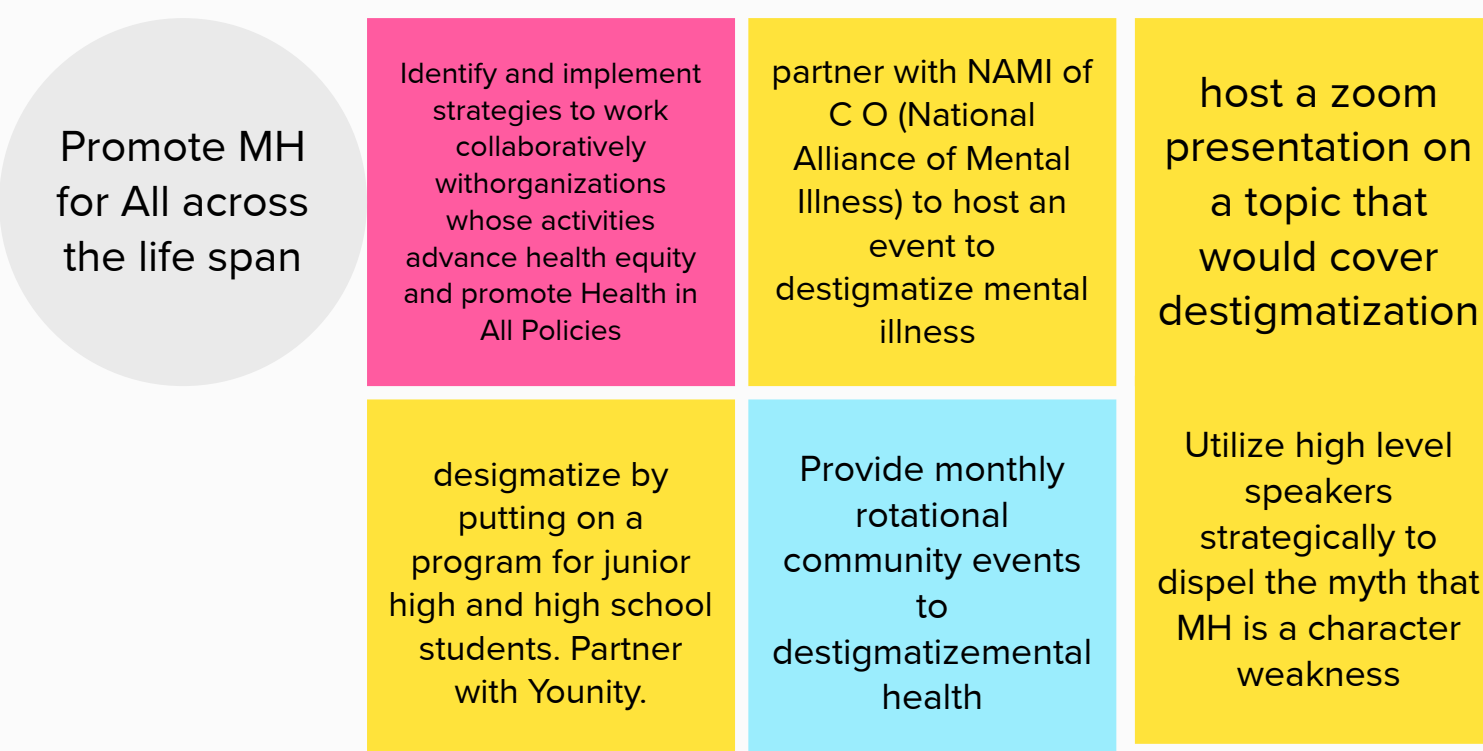 Promote MH
for All across
the life span
Identify and implement
strategies to work
collaboratively
withorganizations
whose activities
advance health equity
and promote Health in
All Policies
partner with NAMI of
C O (National
Alliance of Mental
Illness) to host an
event to
destigmatize mental
illness
host a zoom
presentation on
a topic that
would cover
destigmatization
desigmatize by
putting on a
program for junior
high and high school
students. Partner
with Younity.
Provide monthly
rotational
community events
to
destigmatizemental
health
Utilize high level
speakers
strategically to
dispel the myth that
MH is a character
weakness